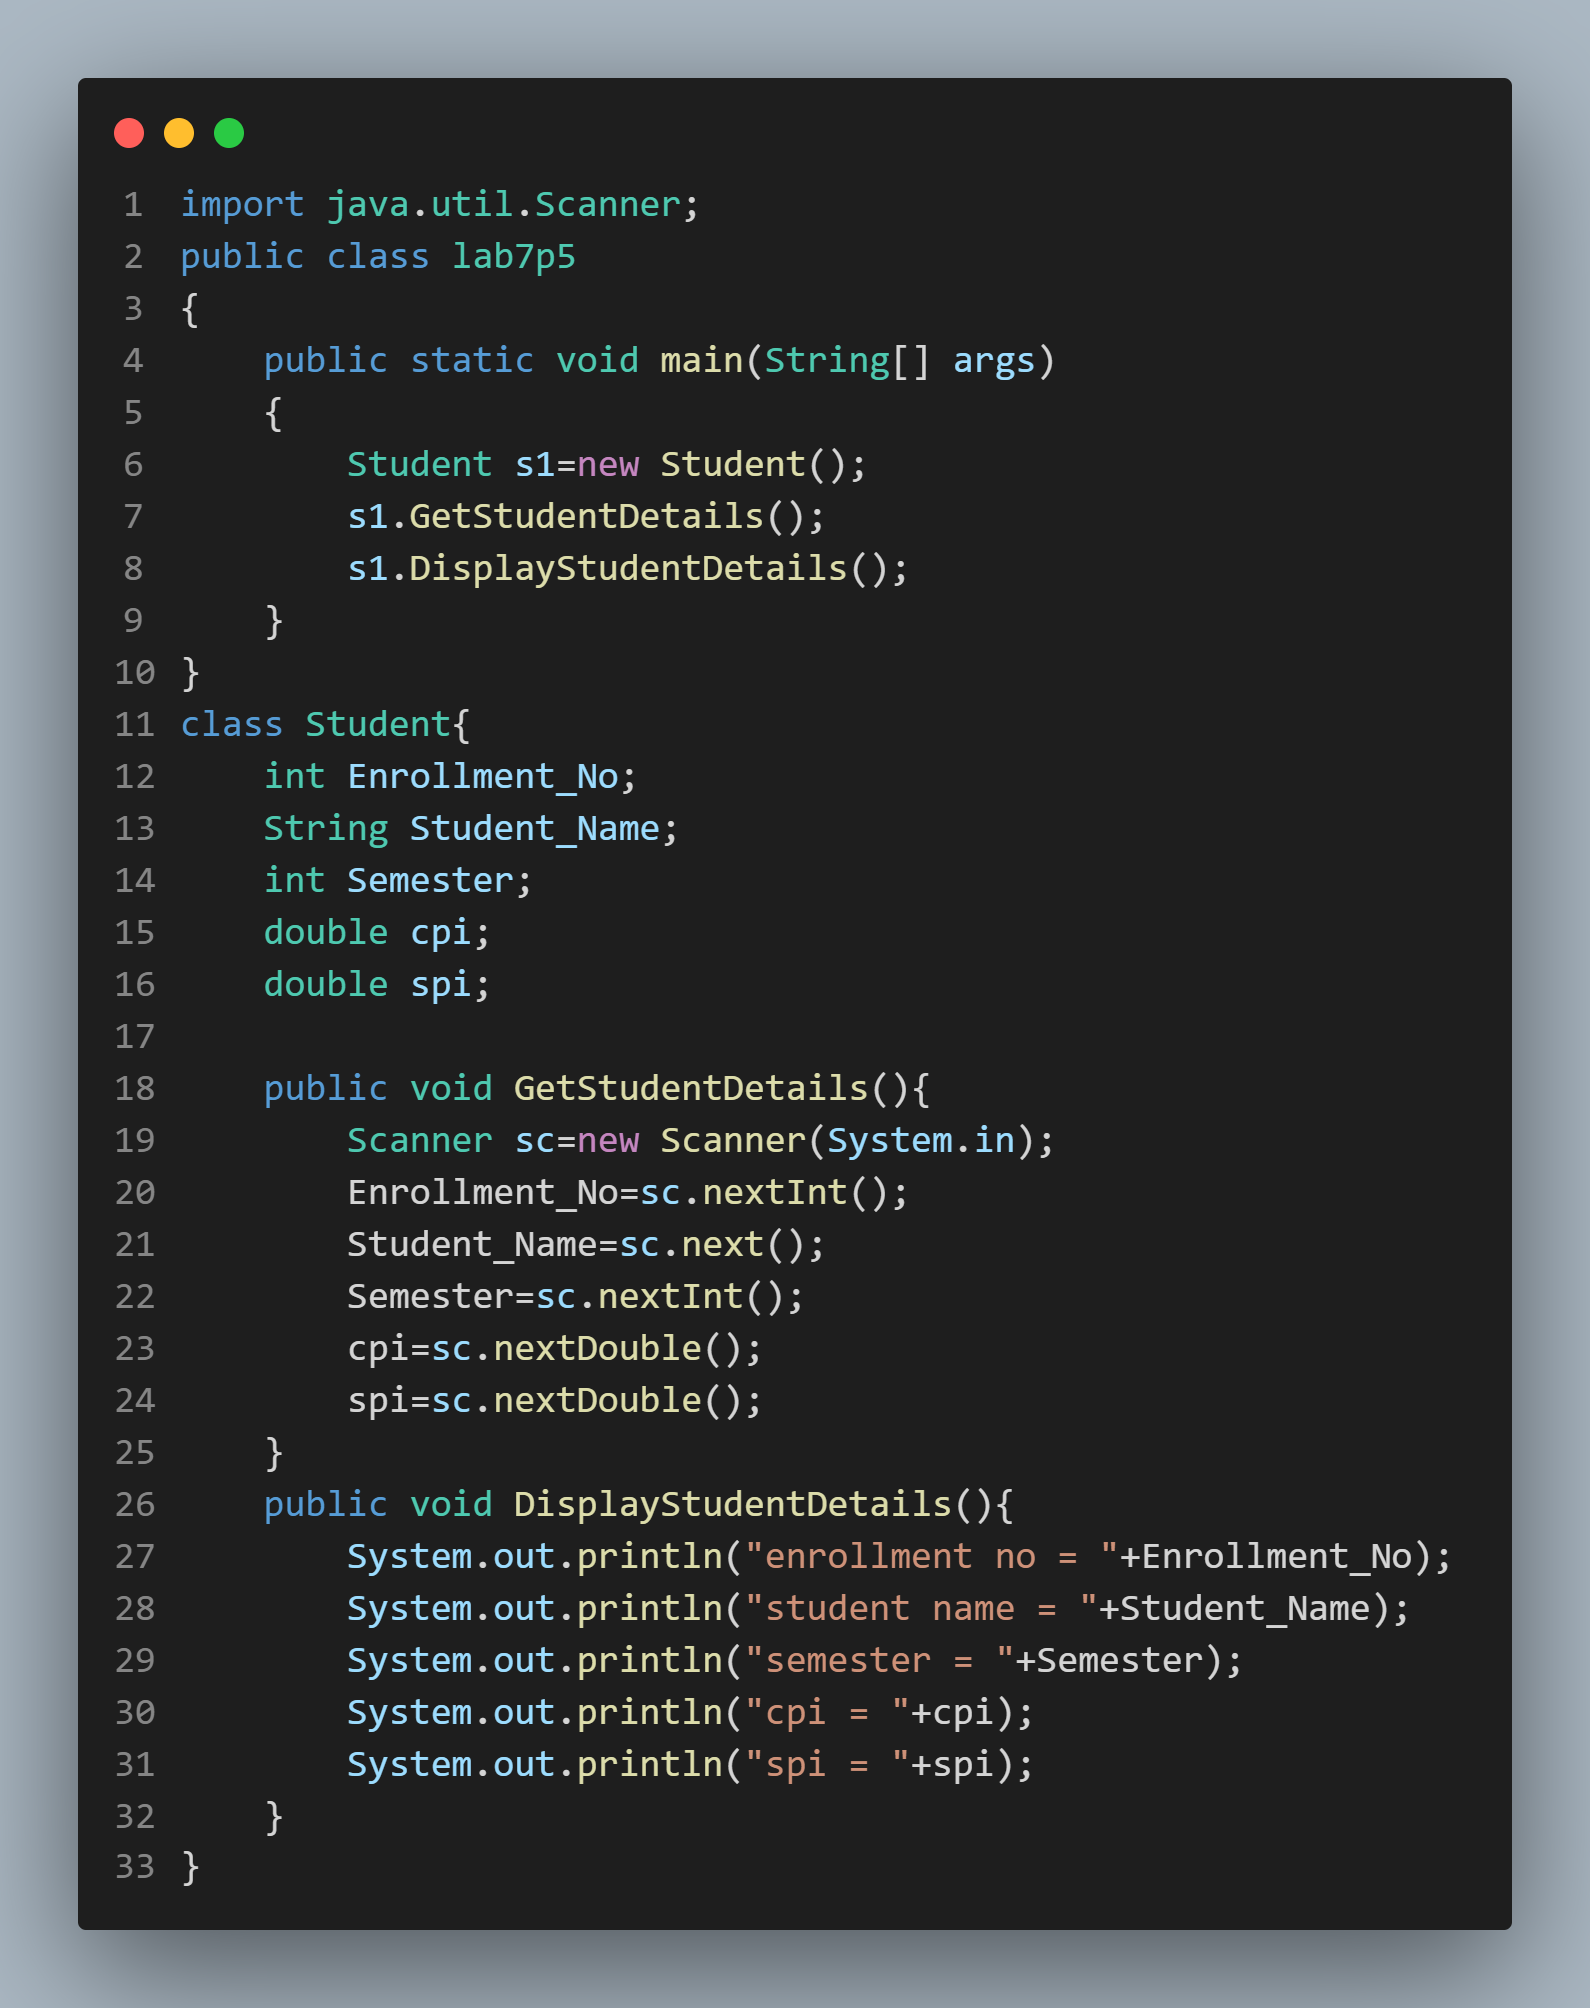 1 import java.util.Scanner;
2 public class lab7p5
3 {
4     public static void main(String[] args)
5     {
6         Student s1=new Student();
7         s1.GetStudentDetails();
8         s1.DisplayStudentDetails();
9     }
10 }
11 class Student{
12     int Enrollment_No;
13     String Student_Name;
14     int Semester;
15     double cpi;
16     double spi;
17
18     public void GetStudentDetails(){
19         Scanner sc=new Scanner(System.in);
20         Enrollment_No=sc.nextInt();
21         Student_Name=sc.next();
22         Semester=sc.nextInt();
23         cpi=sc.nextDouble();
24         spi=sc.nextDouble();
25     }
26     public void DisplayStudentDetails(){
27         System.out.println("enrollment no = "+Enrollment_No);
28         System.out.println("student name = "+Student_Name);
29         System.out.println("semester = "+Semester);
30         System.out.println("cpi = "+cpi);
31         System.out.println("spi = "+spi);
32     }
33 }